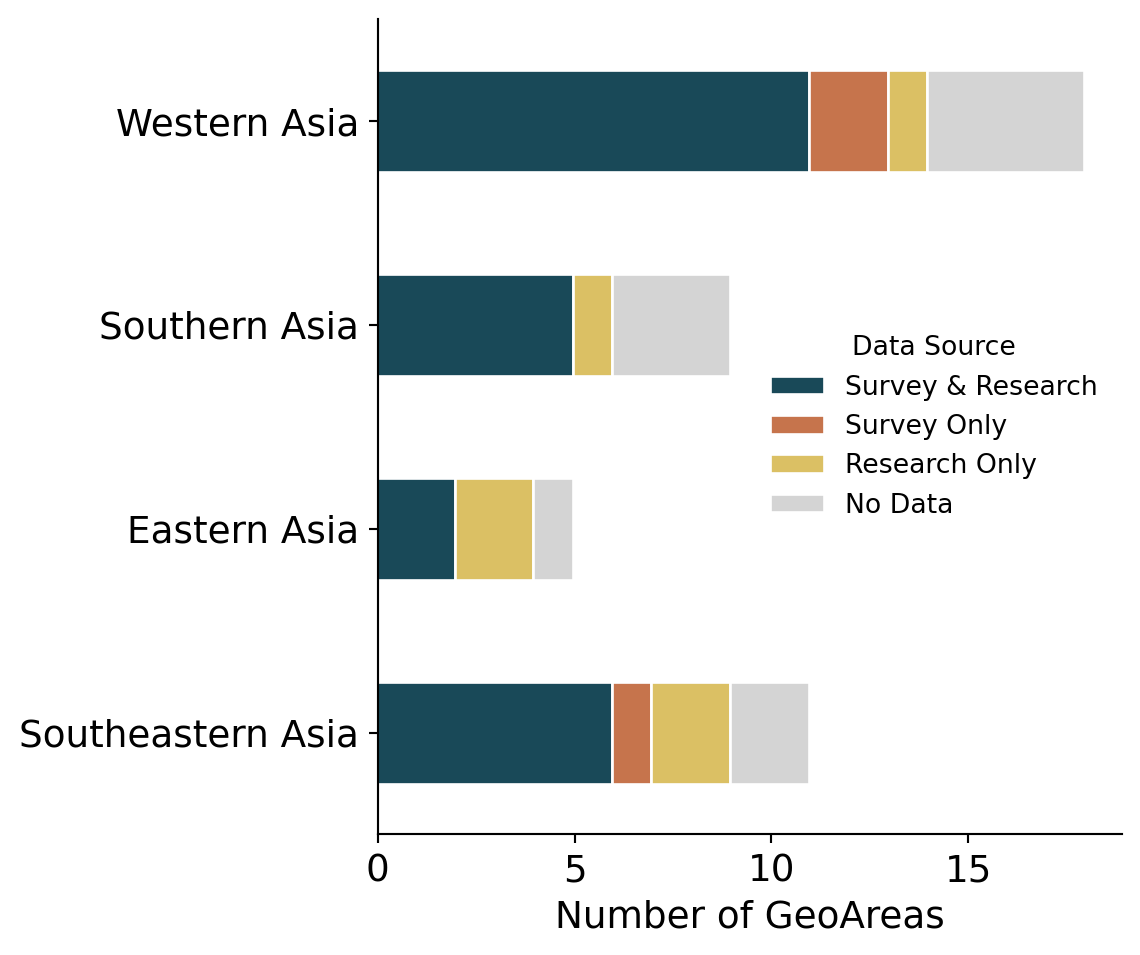 Western Asia
Southern Asia
Eastern Asia
Southeastern Asia
Data Source
Survey & Research
Survey Only
Research Only
No Data
0 5 10 15
Number of GeoAreas